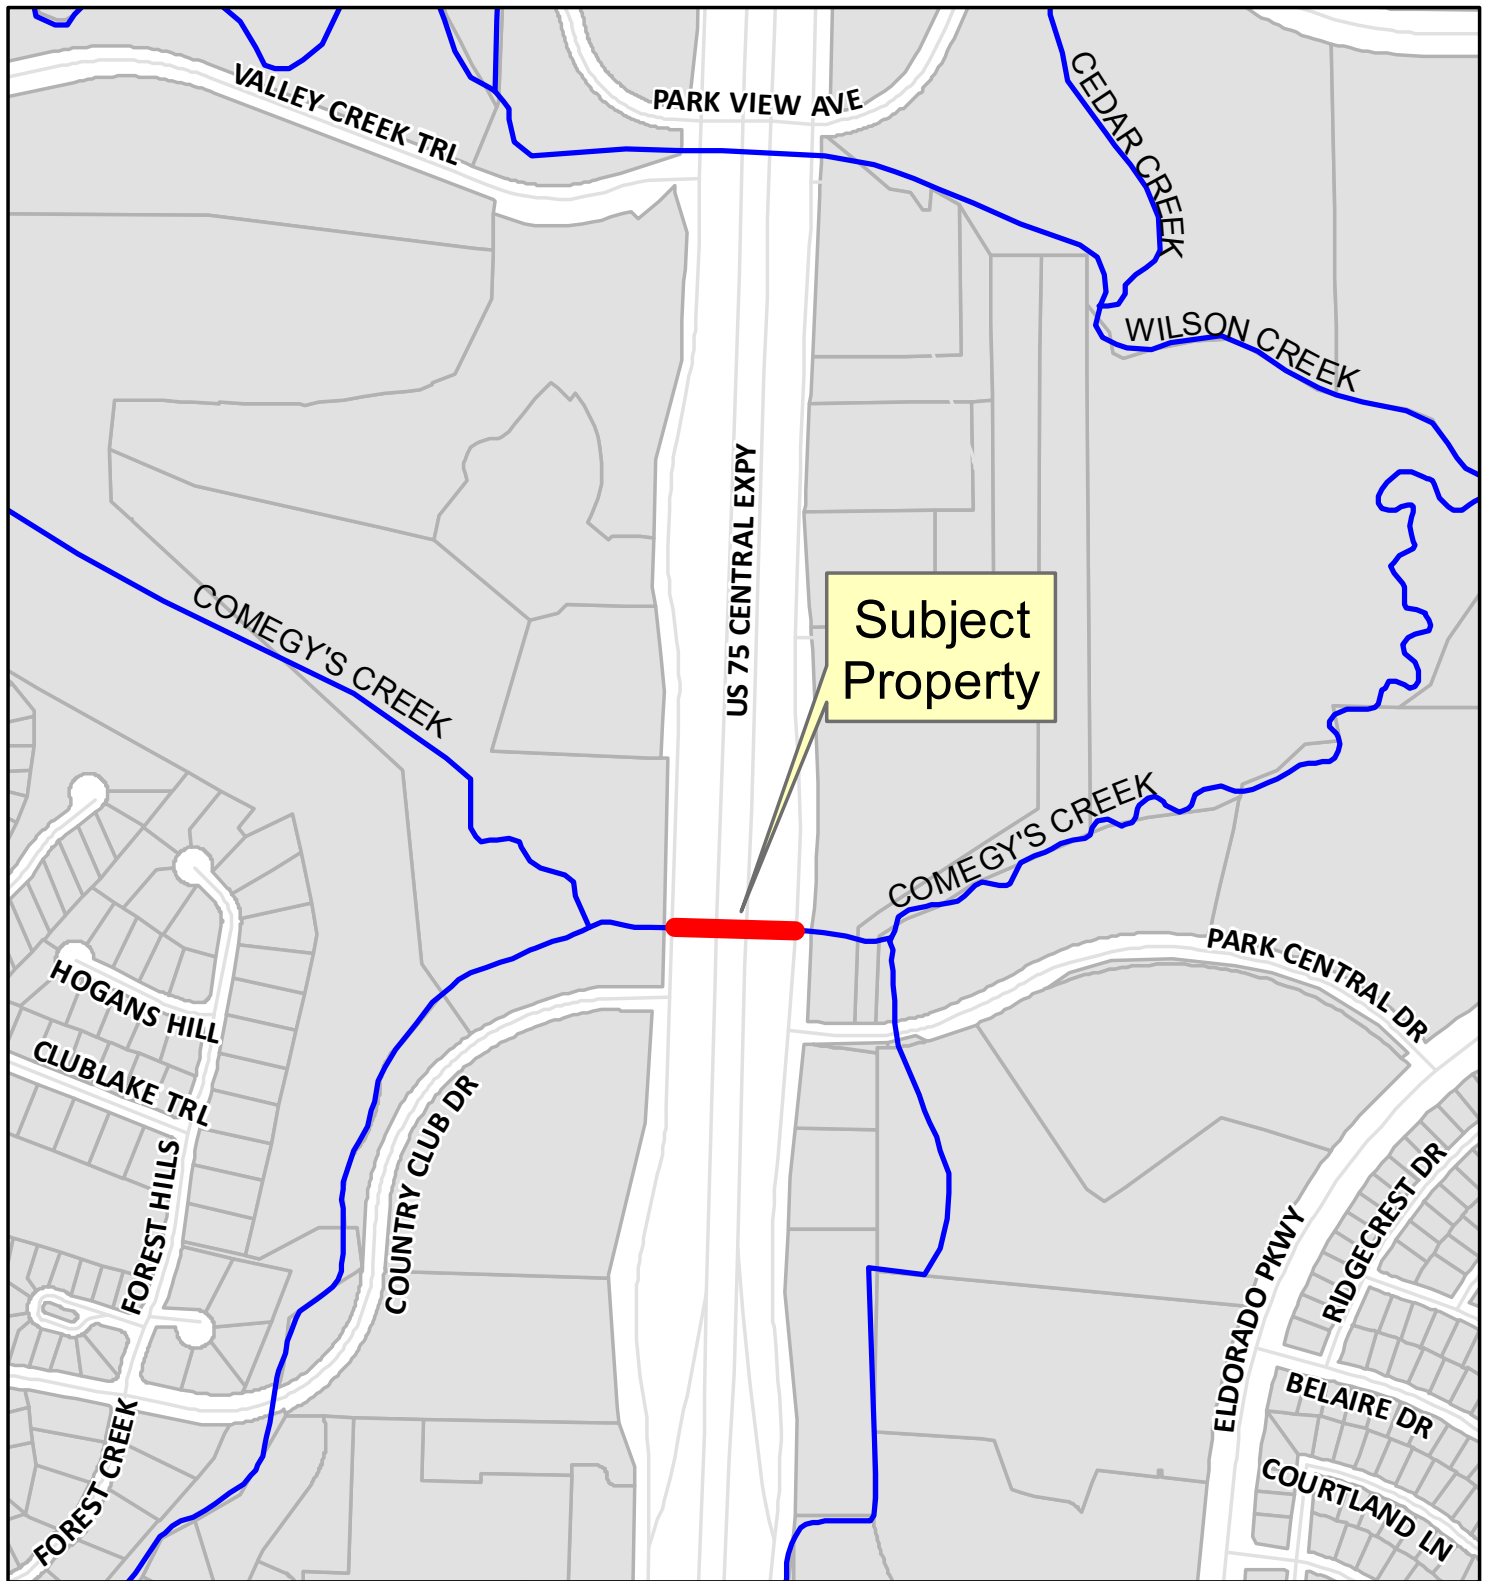 CEDAR CREEK
VALLEY CREEK TRL
PARK VIEW AVE
WILSON CREEK
US 75 CENTRAL EXPY
COMEGY'S CREEK
Subject
Property
COMEGY'S CREEK
PARK CENTRAL DR
HOGANS HILL
CLUBLAKE TRL
COUNTRY CLUB DR
FOREST HILLS
RIDGECREST DR
ELDORADO PKWY
BELAIRE DR
FOREST CREEK
COURTLAND LN